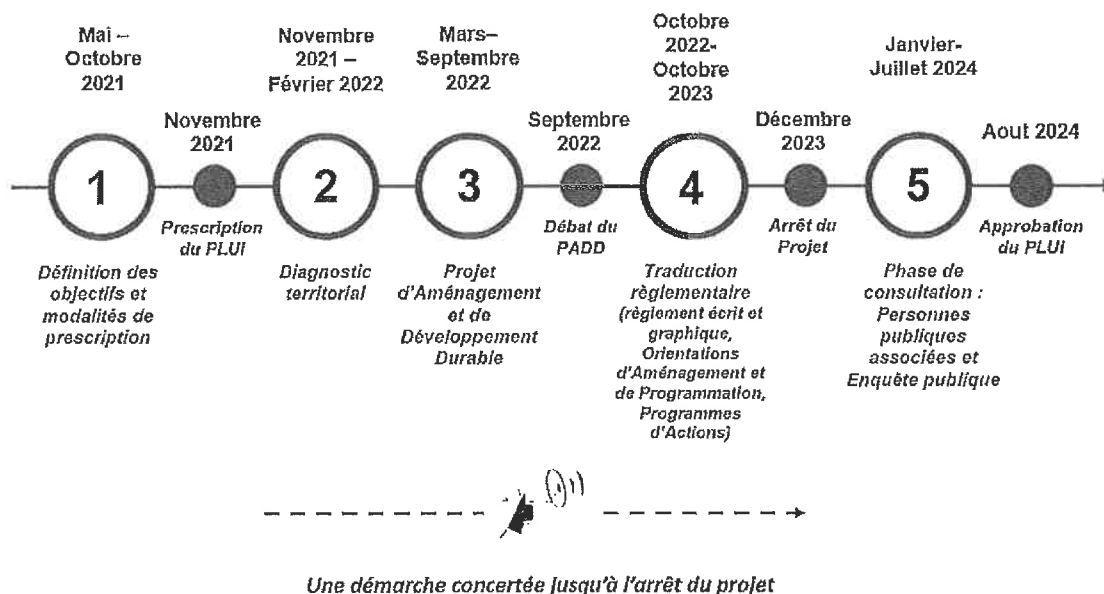 Mai –
Octobre
2021
Novembre
2021
1
Prescription
du PLUi
Définition des
objectifs et
modalités de
prescription
Novembre
2021 –
Février 2022
2
Diagnostic
territorial
Mars–
Septembre
2022
3
Projet
d'Aménagement
et de
Développement
Durable
Septembre
2022
Débat du
PADD
Octobre
2022-
Octobre
2023
4
Traduction
règlementaire
(règlement écrit et
graphique,
Orientations
d'Aménagement et
de Programmation,
Programmes
d'Actions)
Décembre
2023
Arrêt du
Projet
Janvier-
Juillet 2024
5
Phase de
consultation :
Personnes
publiques
associées et
Enquête publique
Aout 2024
Approbation
du PLUi
Une démarche concertée jusqu'à l'arrêt du projet